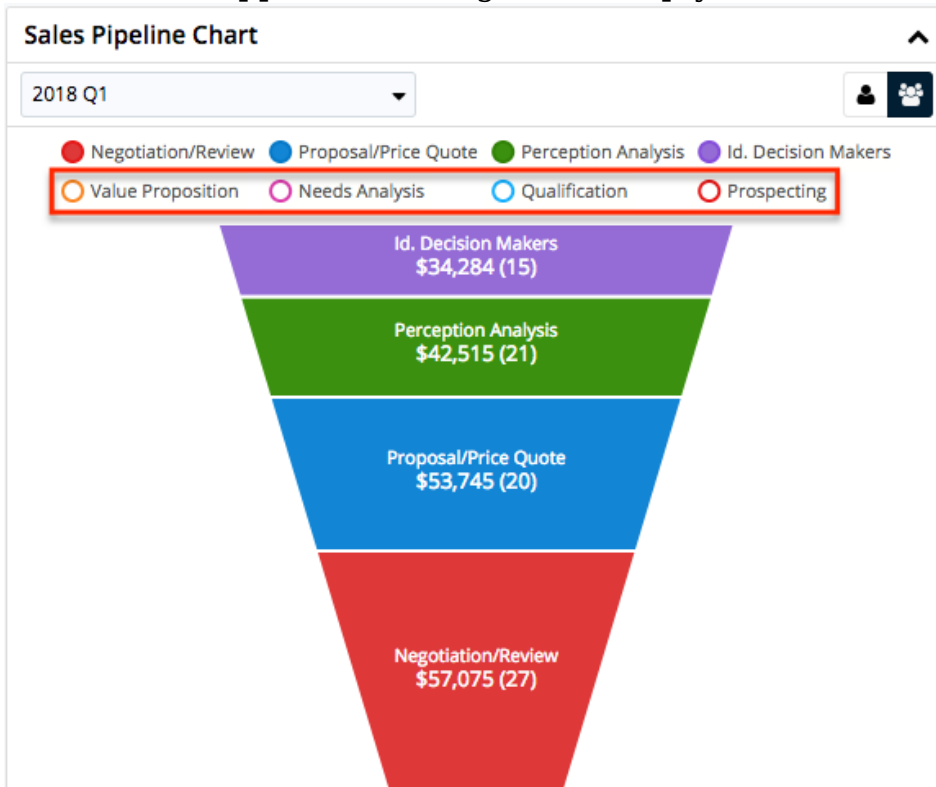 Sales Pipeline Chart
2018 Q1
Negotiation/Review Proposal/Price Quote Perception Analysis Id. Decision Makers
Value Proposition Needs Analysis Qualification Prospecting
Id. Decision Makers
$34,284 (15)
Perception Analysis
$42,515 (21)
Proposal/Price Quote
$53,745 (20)
Negotiation/Review
$57,075 (27)